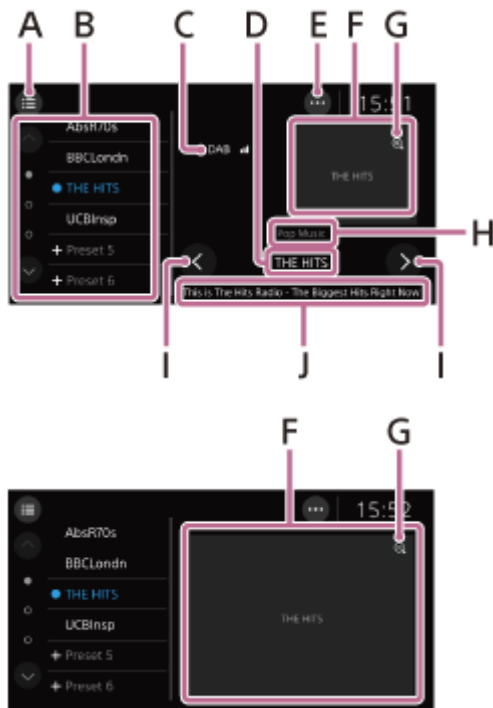 A B C D E F G
15:51
AbsR70s
BBCLondn
DAB
THE HITS
THE HITS
UCBInsp
Pop Music
H
+ Preset 5
THE HITS
+ Preset 6
This is The Hits Radio - The Biggest Hits Right Now
I J I
F G
15:52
AbsR70s
BBCLondn
THE HITS
THE HITS
UCBInsp
+ Preset 5
+ Preset 6